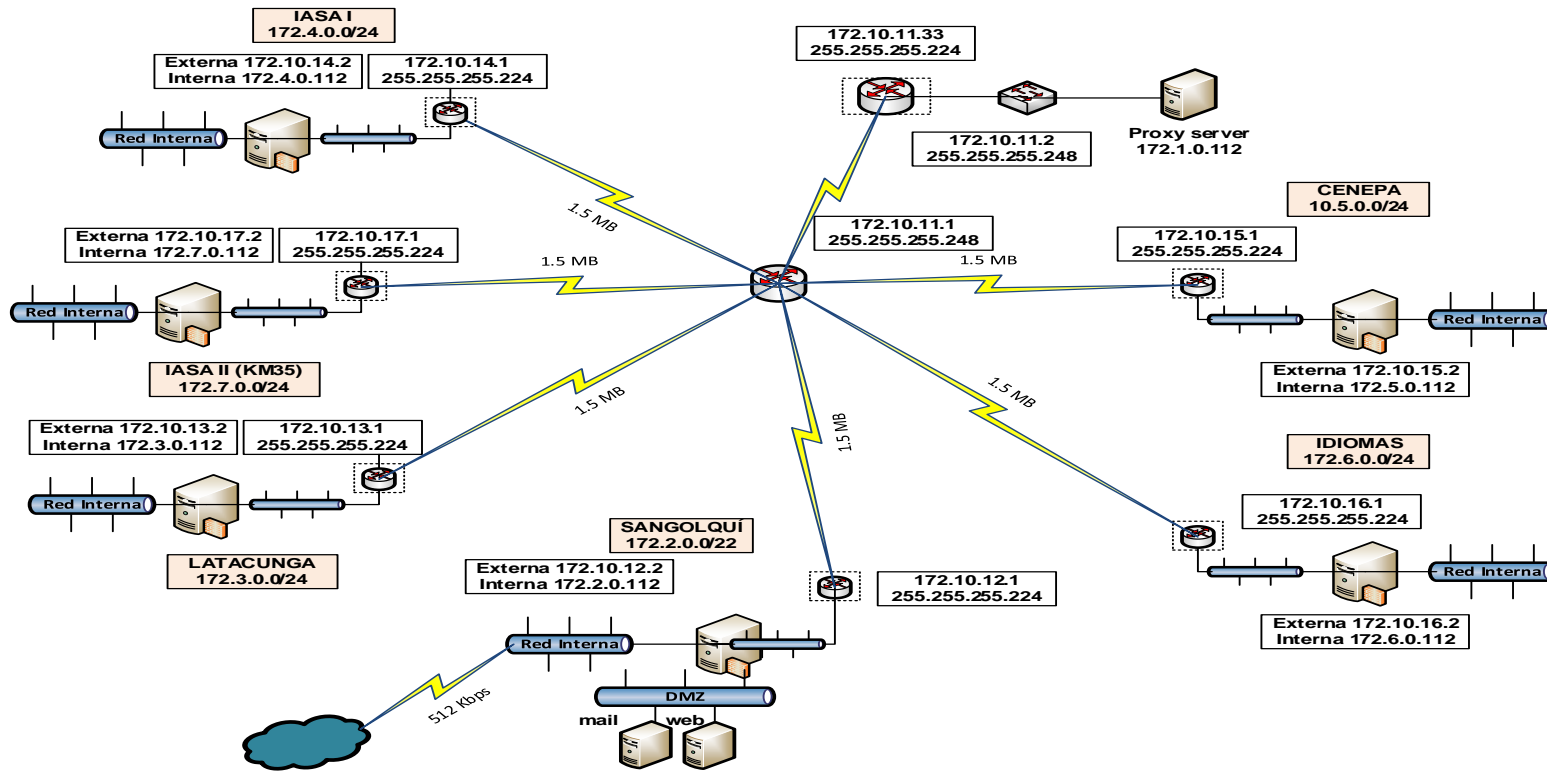 IASA I
172.4.0.0/24
Externa 172.10.14.2
Interna 172.4.0.112
172.10.14.1
255.255.255.224
Red Interna
1.5 MB
172.10.11.33
255.255.255.224
172.10.11.2
255.255.255.248
Proxy server
172.1.0.112
172.10.11.1
255.255.255.248
CENEPA
10.5.0.0/24
172.10.15.1
255.255.255.224
1.5 MB
Red Interna
Externa 172.10.15.2
Interna 172.5.0.112
Externa 172.10.17.2
Interna 172.7.0.112
172.10.17.1
255.255.255.224
1.5 MB
Red Interna
IASA II (KM35)
172.7.0.0/24
Externa 172.10.13.2
Interna 172.3.0.112
172.10.13.1
255.255.255.224
1.5 MB
Red Interna
LATACUNGA
172.3.0.0/24
1.5 MB
SANGOLQUÍ
172.2.0.0/22
Externa 172.10.12.2
Interna 172.2.0.112
172.10.12.1
255.255.255.224
Red Interna
512 Kbps
DMZ
mail
web
1.5 MB
IDIOMAS
172.6.0.0/24
172.10.16.1
255.255.255.224
Red Interna
Externa 172.10.16.2
Interna 172.6.0.112